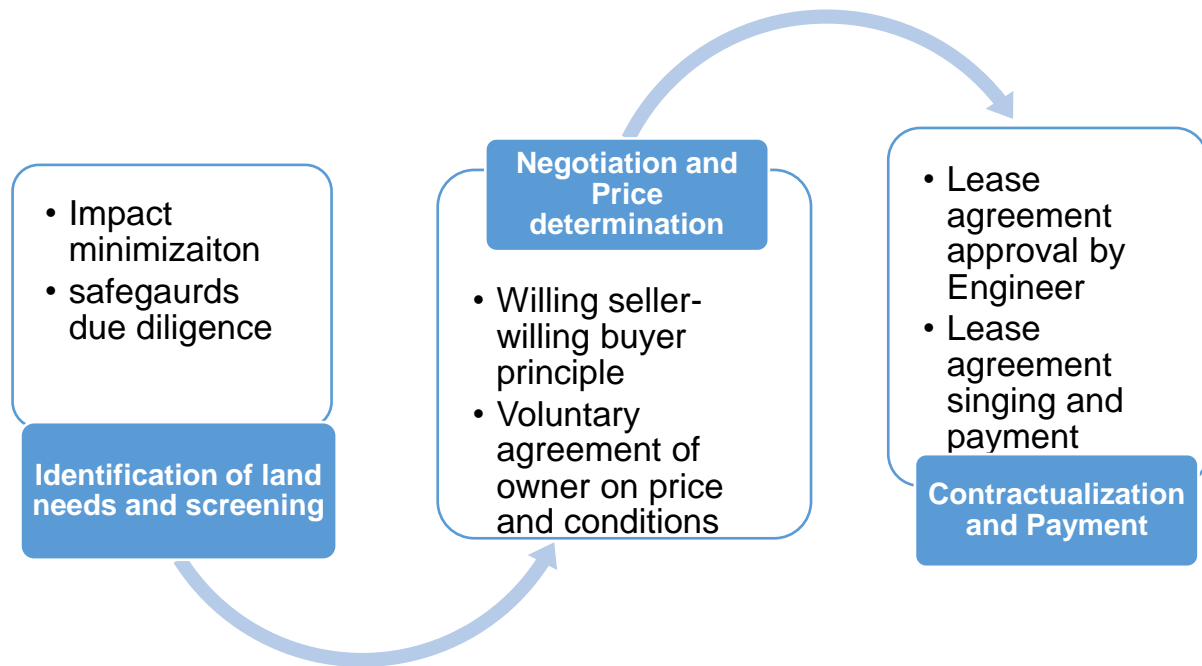 • Impact
minimizaiton
• safegaurds
due diligence
Identification of land
needs and screening
Negotiation and
Price
determination
• Willing seller-
willing buyer
principle
• Voluntary
agreement of
owner on price
and conditions
• Lease
agreement
approval by
Engineer
• Lease
agreement
singing and
payment
Contractualization
and Payment